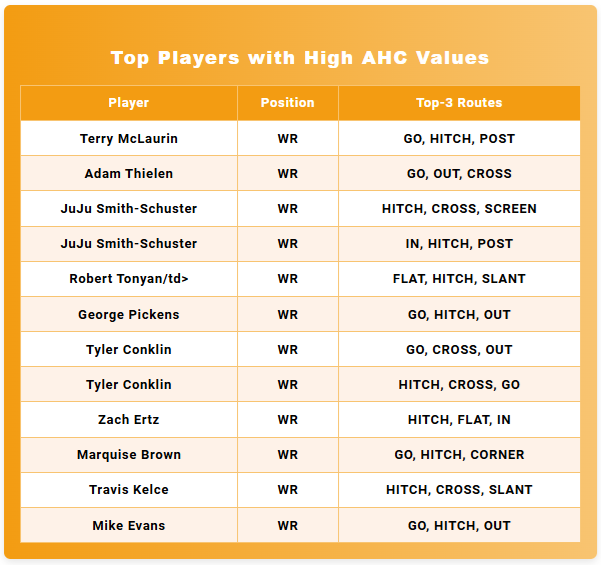 Top Players with High AHC Values
Player Position Top-3 Routes
Terry McLaurin WR GO, HITCH, POST
Adam Thielen WR GO, OUT, CROSS
JuJu Smith-Schuster WR HITCH, CROSS, SCREEN
JuJu Smith-Schuster WR IN, HITCH, POST
Robert Tonyan/td> WR FLAT, HITCH, SLANT
George Pickens WR GO, HITCH, OUT
Tyler Conklin WR GO, CROSS, OUT
Tyler Conklin WR HITCH, CROSS, GO
Zach Ertz WR HITCH, FLAT, IN
Marquise Brown WR GO, HITCH, CORNER
Travis Kelce WR HITCH, CROSS, SLANT
Mike Evans WR GO, HITCH, OUT